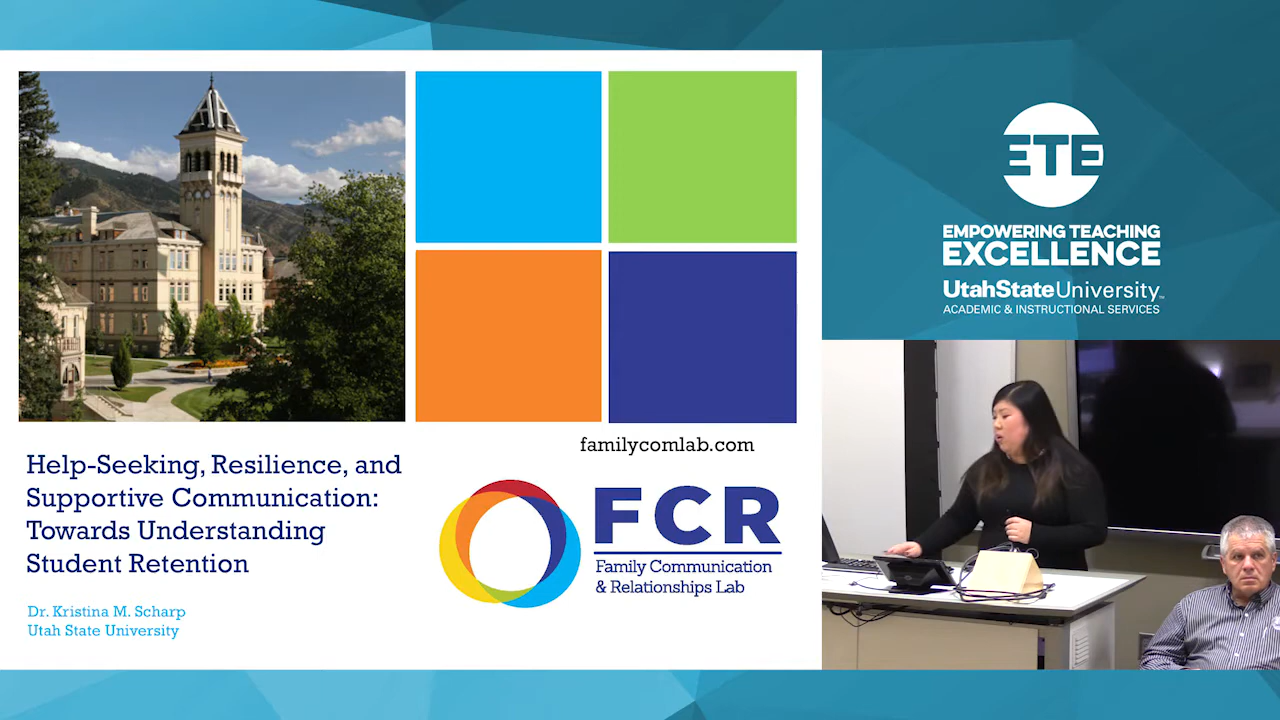 familycomlab.com
Help-Seeking, Resilience, and
Supportive Communication:
Towards Understanding
Student Retention
Dr. Kristina M. Scharp
Utah State University
FCR
Family Communication
& Relationships Lab
ETE
EMPOWERING TEACHING
EXCELLENCE
UtahStateUniversity™
ACADEMIC & INSTRUCTIONAL SERVICES